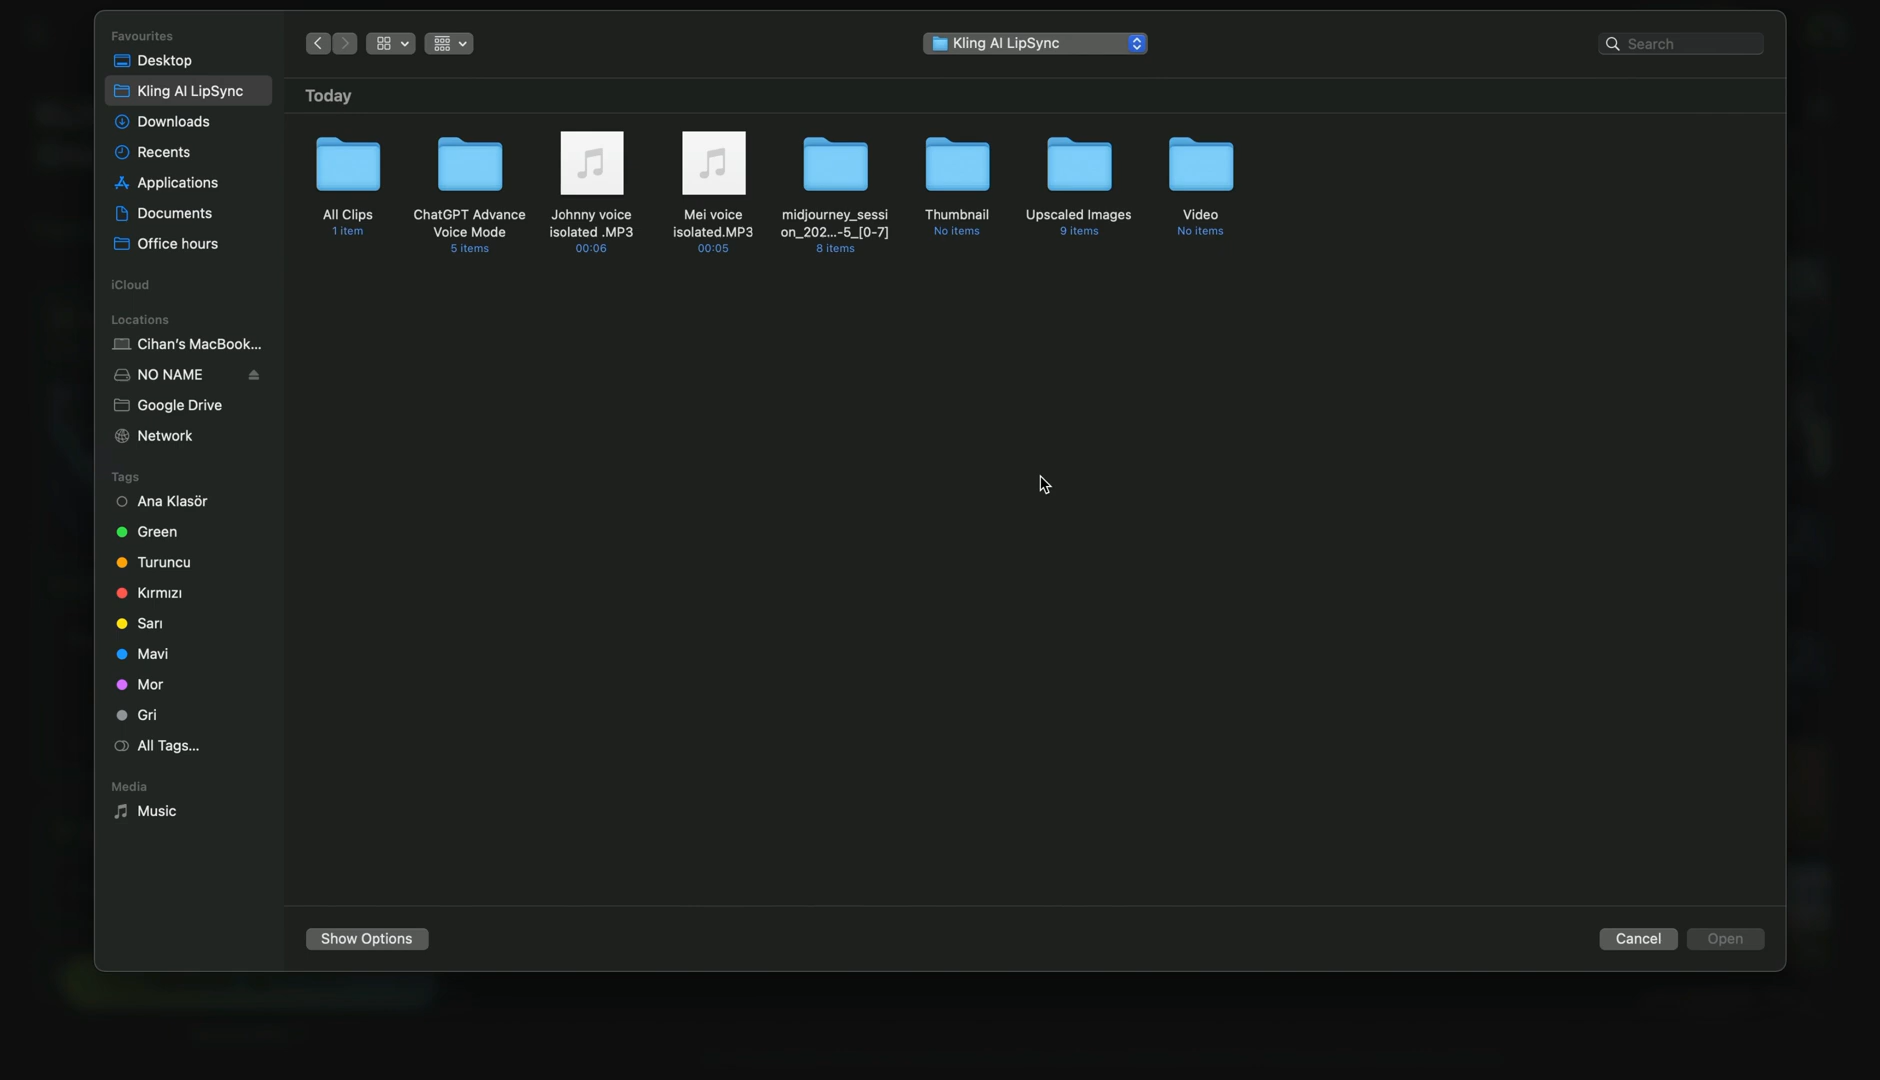 Favourites
Desktop
Kling AI LipSync
Downloads
Recents
Applications
Documents
Office hours
iCloud
Locations
Cihan's MacBook...
NO NAME
Google Drive
Network
Tags
Ana Klasör
Green
Turuncu
Kırmızı
Sarı
Mavi
Mor
Gri
All Tags...
Media
Music
Kling AI LipSync
Search
Today
All Clips
1 item
ChatGPT Advance
Voice Mode
5 items
Johnny voice
isolated .MP3
00:06
Mei voice
isolated.MP3
00:05
midjourney_sessi
on_202...-5_[0-7]
8 items
Thumbnail
No items
Upscaled Images
9 items
Video
No items
Show Options
Cancel
Open